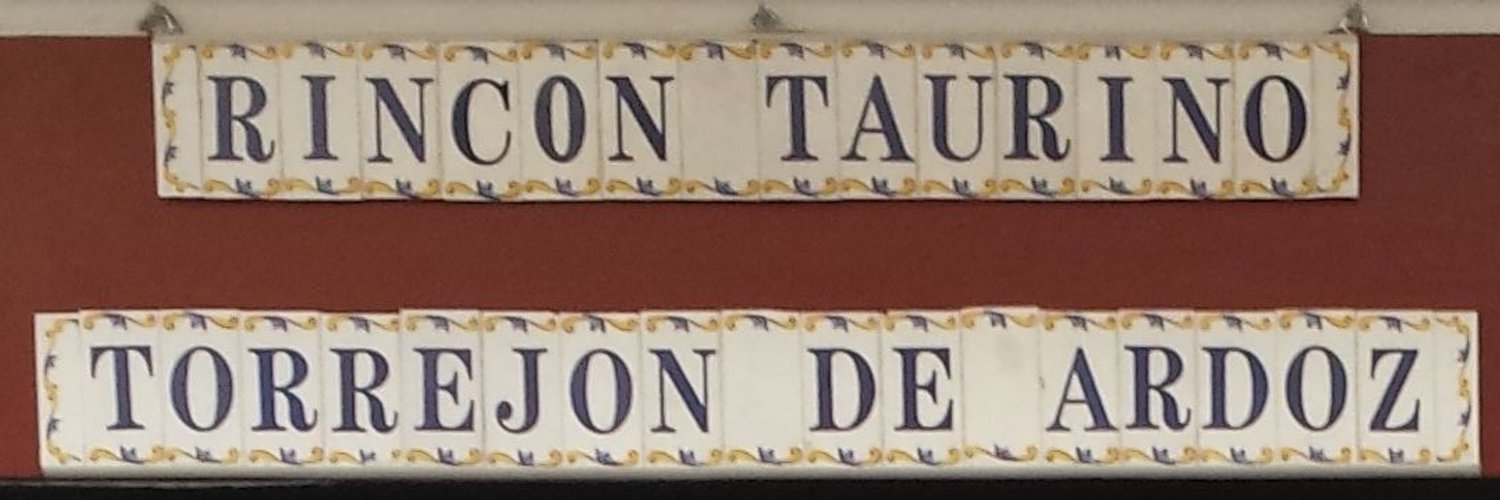 RINCON TAURINO
TORREJON DE ARDOZ